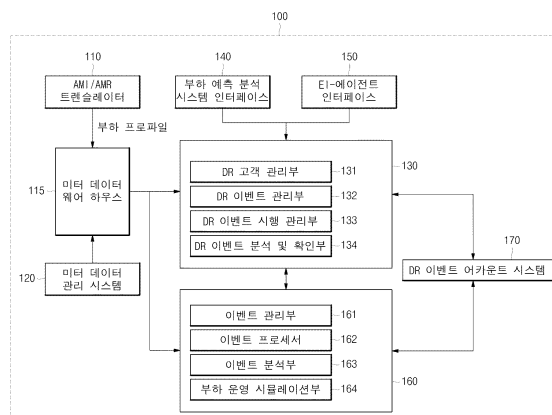 100
110
140
150
AMI/AMR
트렌슬레이터
부하 예측 분석
시스템 인터페이스
EI-에이전트
인터페이스
부하 프로파일
130
115
미터 데이터
웨어 하우스
DR 고객 관리부
131
DR 이벤트 관리부
132
DR 이벤트 시행 관리부
133
DR 이벤트 분석 및 확인부
134
170
120
미터 데이터
관리 시스템
DR 이벤트 어카운트 시스템
이벤트 관리부
161
이벤트 프로세서
162
이벤트 분석부
163
부하 운영 시뮬레이션부
164
160